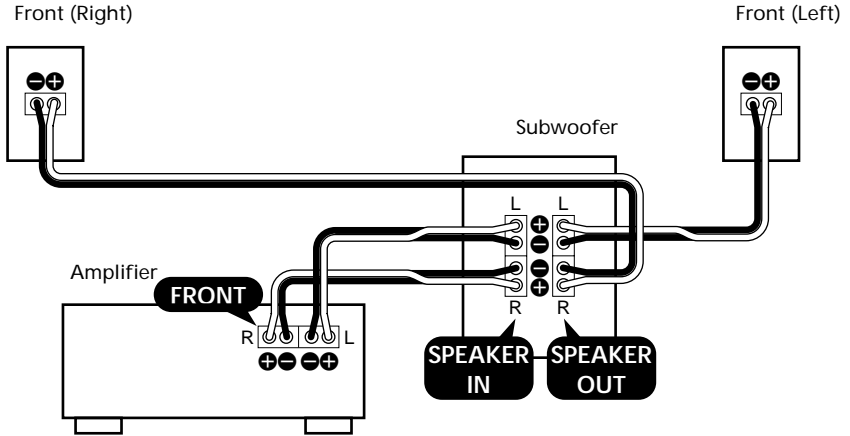 Front (Right)
Front (Left)
Subwoofer
L
L
Amplifier
FRONT
R
L
R
R
SPEAKER
IN
SPEAKER
OUT